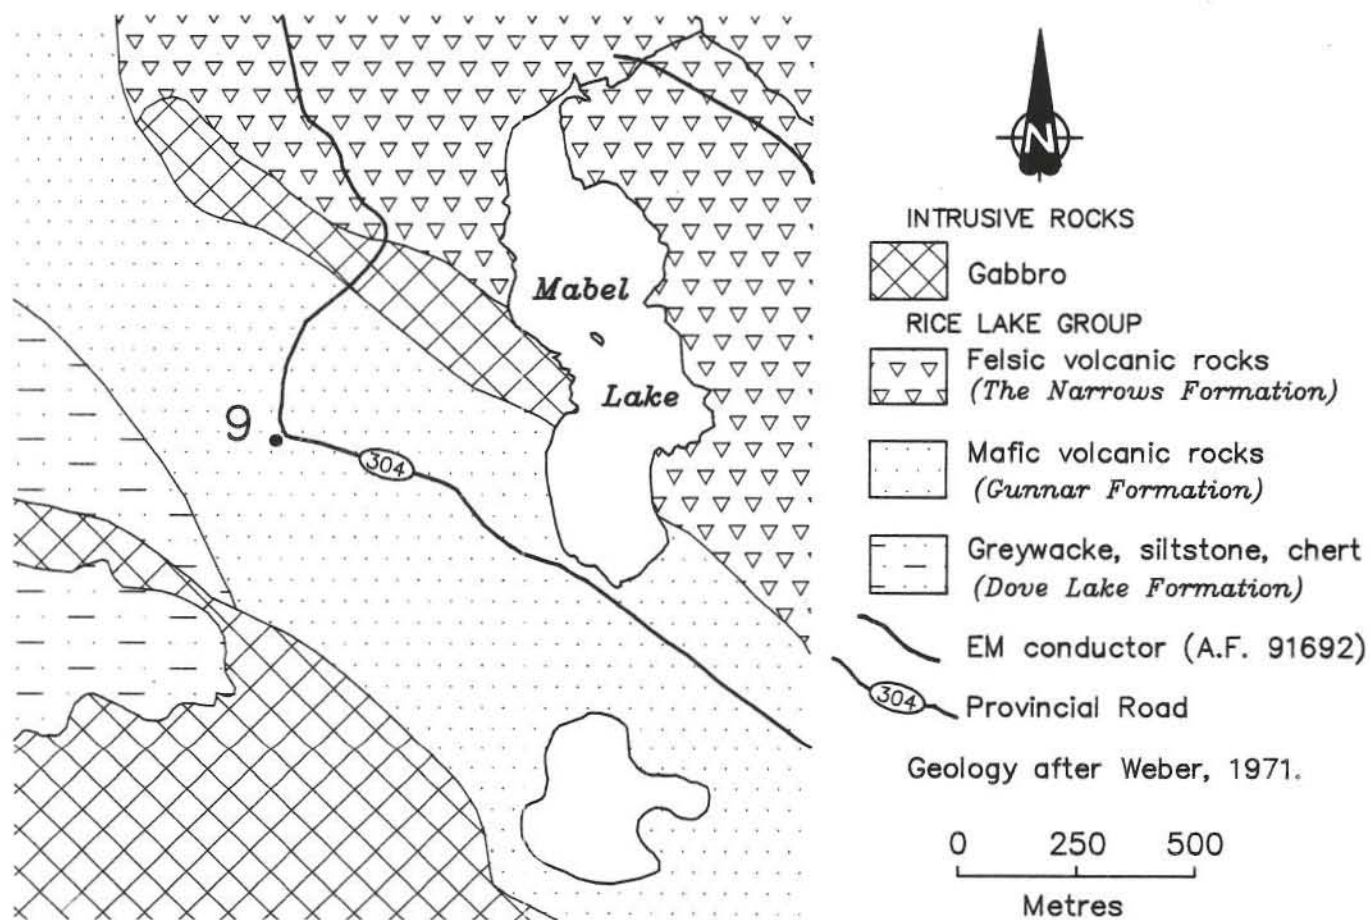 N
INTRUSIVE ROCKS
Gabbro
RICE LAKE GROUP
Felsic volcanic rocks
(The Narrows Formation)
Mafic volcanic rocks
(Gunnar Formation)
Greywacke, siltstone, chert
(Dove Lake Formation)
EM conductor (A.F. 91692)
304
Provincial Road
Geology after Weber, 1971.
0 250 500
Metres
Mabel
Lake
9
304